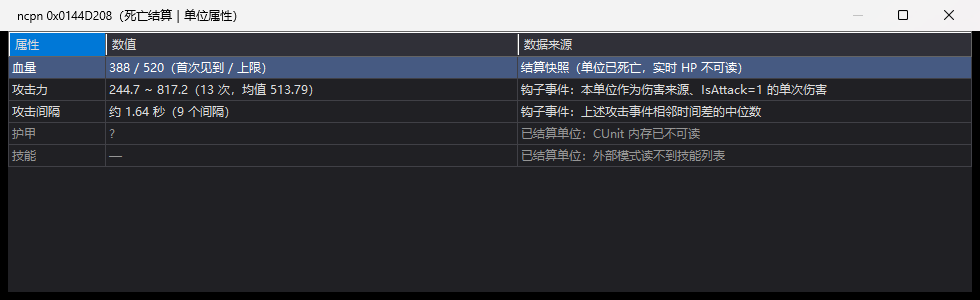 ncpn 0x0144D208（死亡结算 | 单位属性）
属性 数值 数据来源
血量 388 / 520（首次见到 / 上限） 结算快照（单位已死亡，实时 HP 不可读）
攻击力 244.7 ~ 817.2（13 次，均值 513.79） 钩子事件：本单位作为伤害来源、IsAttack=1 的单次伤害
攻击间隔 约 1.64 秒（9 个间隔） 钩子事件：上述攻击事件相邻时间差的中位数
护甲 ? 已结算单位：CUnit 内存已不可读
技能 — 已结算单位：外部模式读不到技能列表